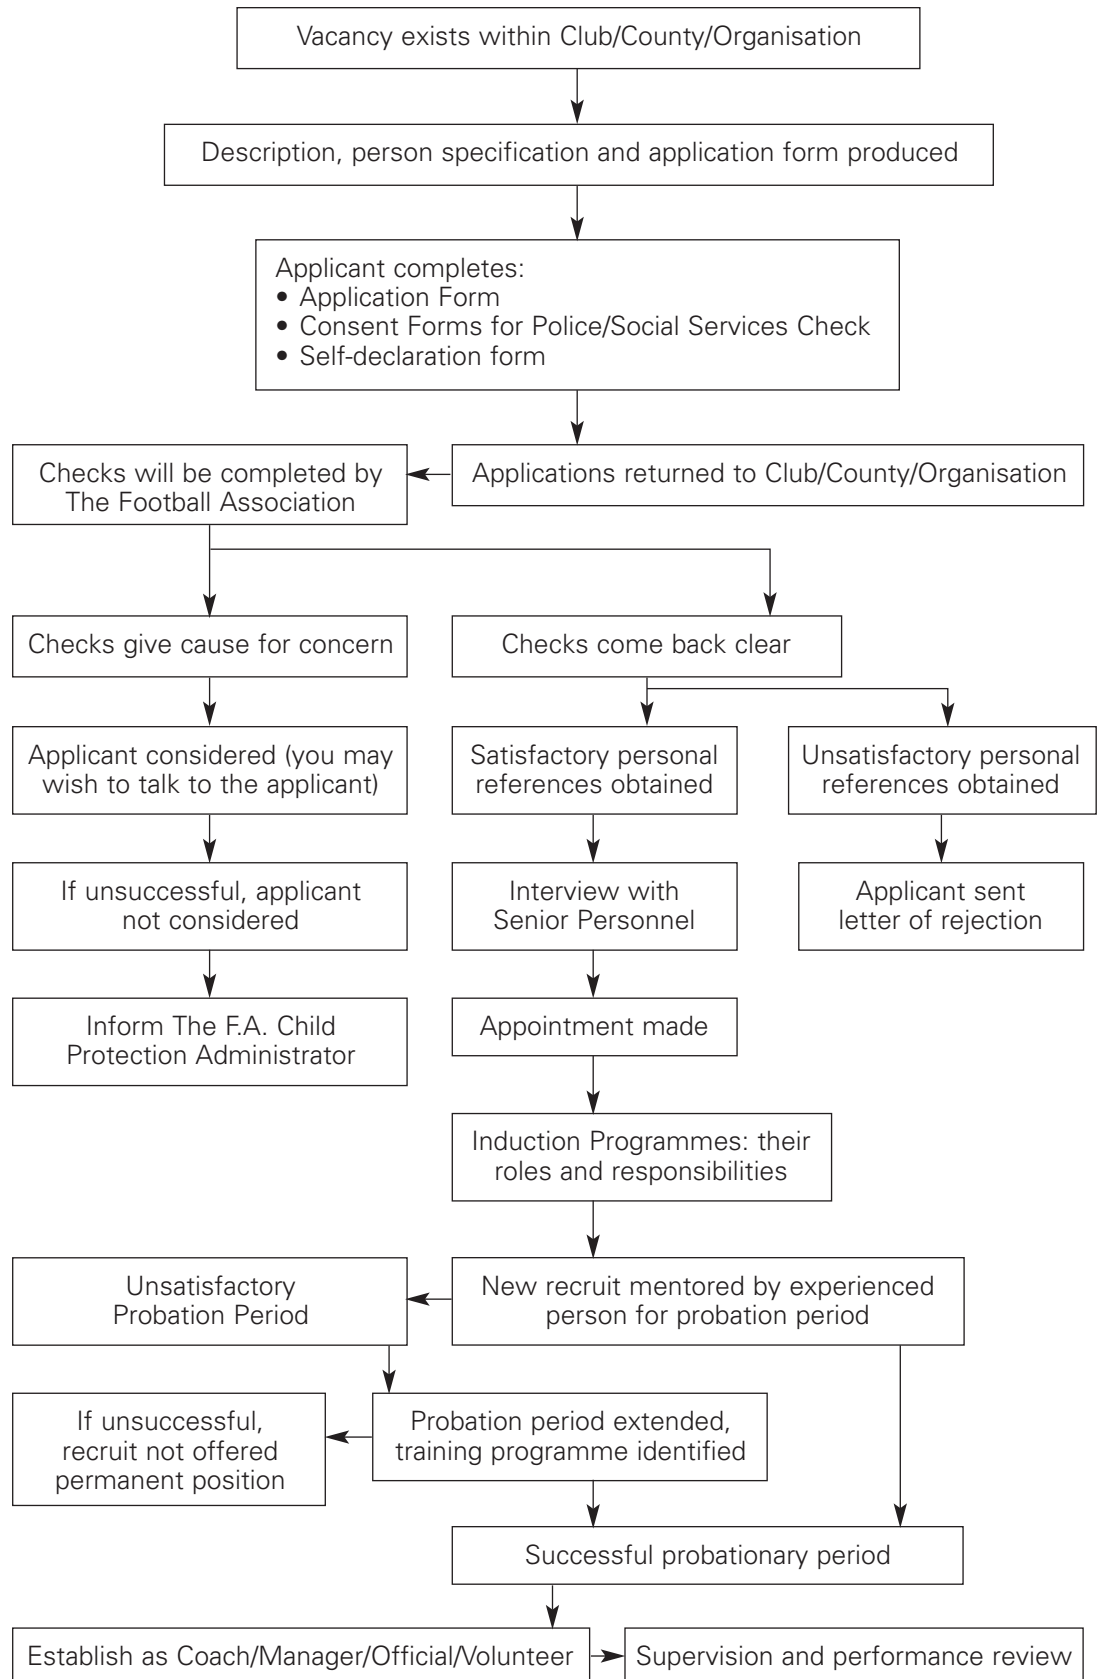 Vacancy exists within Club/County/Organisation
Description, person specification and application form produced
Applicant completes:
• Application Form
• Consent Forms for Police/Social Services Check
• Self-declaration form
Checks will be completed by
The Football Association
Applications returned to Club/County/Organisation
Checks give cause for concern
Checks come back clear
Applicant considered (you may
wish to talk to the applicant)
Satisfactory personal
references obtained
Unsatisfactory personal
references obtained
If unsuccessful, applicant
not considered
Interview with
Senior Personnel
Applicant sent
letter of rejection
Inform The F.A. Child
Protection Administrator
Appointment made
Induction Programmes: their
roles and responsibilities
Unsatisfactory
Probation Period
New recruit mentored by experienced
person for probation period
If unsuccessful,
recruit not offered
permanent position
Probation period extended,
training programme identified
Successful probationary period
Establish as Coach/Manager/Official/Volunteer
Supervision and performance review